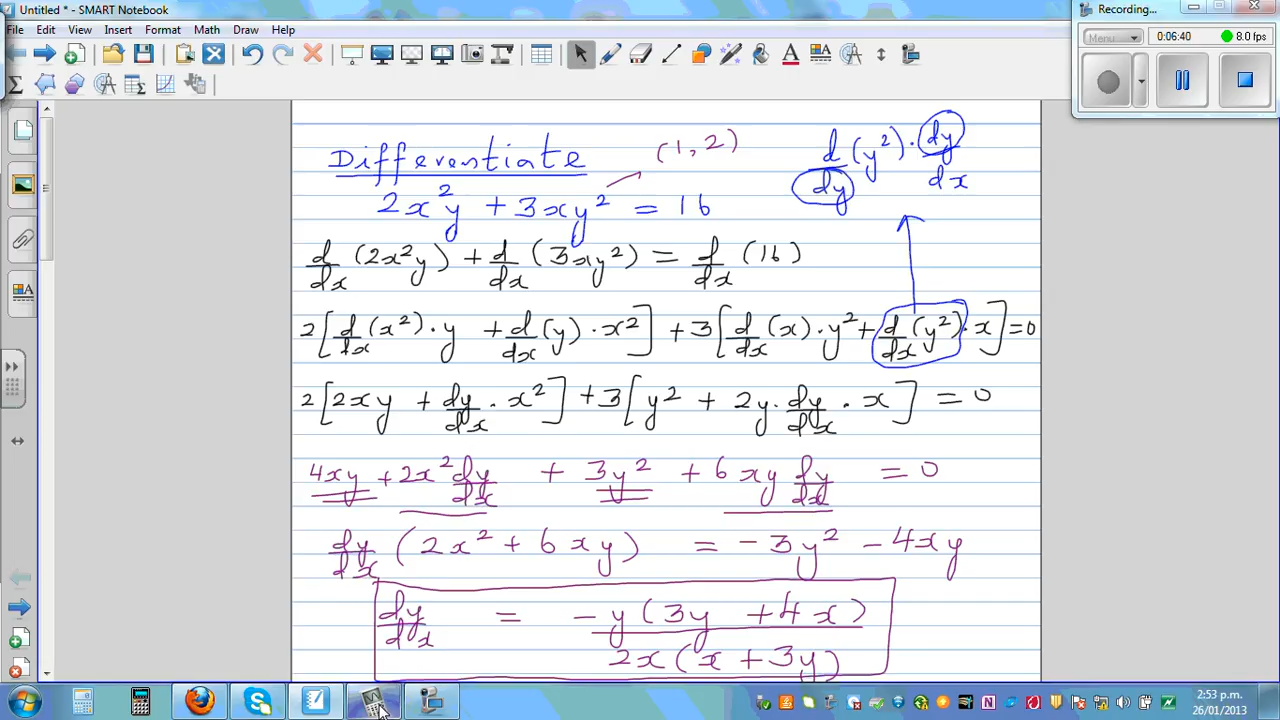 Untitled * - SMART Notebook
File Edit View Insert Format Math Draw Help
Recording...
Menu
0:06:40
8.0 fps
Differentiate
(1, 2)
d/dy (y²) · dy/dx
2x²y + 3xy² = 16
d/dx (2x²y) + d/dx (3xy²) = d/dx (16)
2[d/dx (x²) · y + d/dx (y) · x²] + 3[d/dx (x) · y² + d/dx (y²) · x] = 0
2[2xy + dy/dx · x²] + 3[y² + 2y · dy/dx · x] = 0
4xy + 2x² dy/dx + 3y² + 6xy dy/dx = 0
dy/dx (2x² + 6xy) = -3y² - 4xy
dy/dx = -y(3y + 4x) / 2x(x + 3y)
2:53 p.m.
26/01/2013